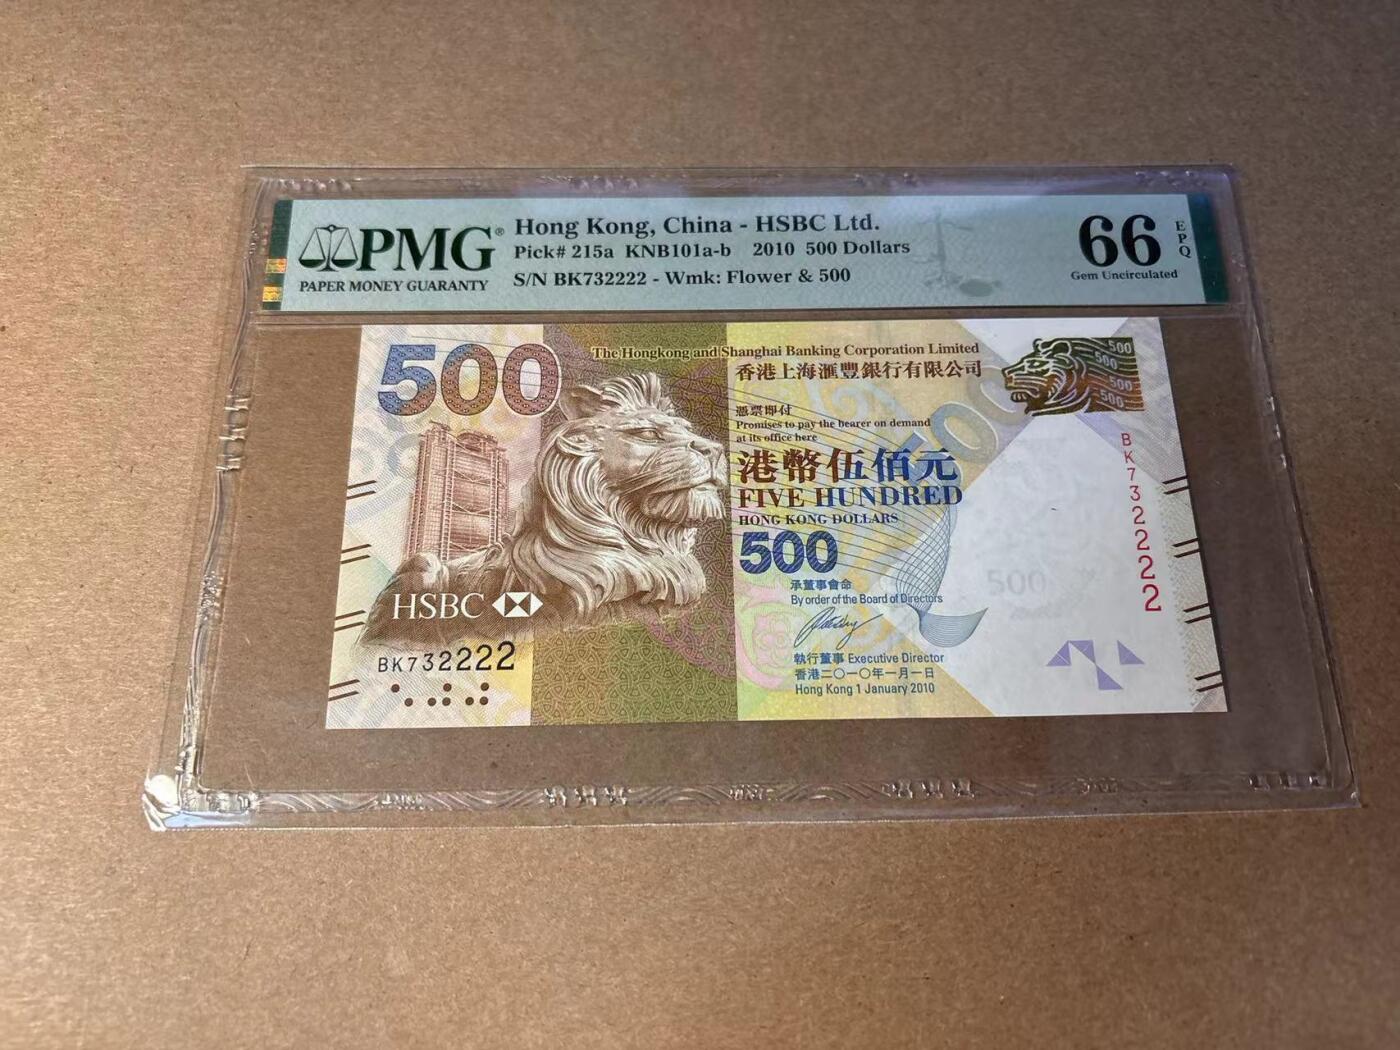 PMG®
PAPER MONEY GUARANTY
Hong Kong, China - HSBC Ltd.
Pick# 215a KNB101a-b 2010 500 Dollars
S/N BK732222 - Wmk: Flower & 500
66
EPQ
Gem Uncirculated
500
The Hongkong and Shanghai Banking Corporation Limited
香港上海滙豐銀行有限公司
500
500
500
500
憑票即付
Promises to pay the bearer on demand
at its office here
港幣伍佰元
FIVE HUNDRED
HONG KONG DOLLARS
500
500
500
承董事會命
By order of the Board of Directors
執行董事 Executive Director
香港二〇一〇年一月一日
Hong Kong 1 January 2010
HSBC
BK732222
BK732222